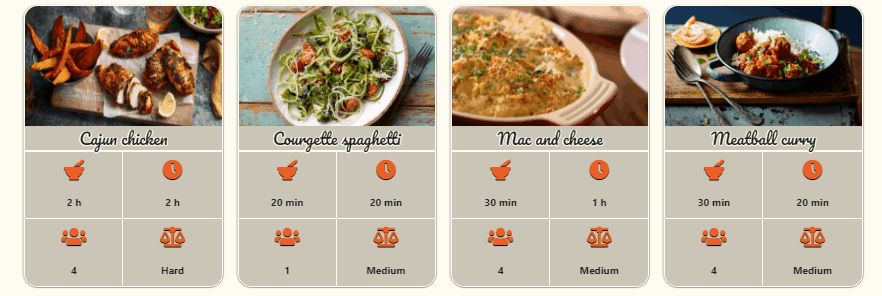 Cajun chicken
2 h
2 h
4
Hard
Courgette spaghetti
20 min
20 min
1
Medium
Mac and cheese
30 min
1 h
4
Medium
Meatball curry
30 min
20 min
4
Medium